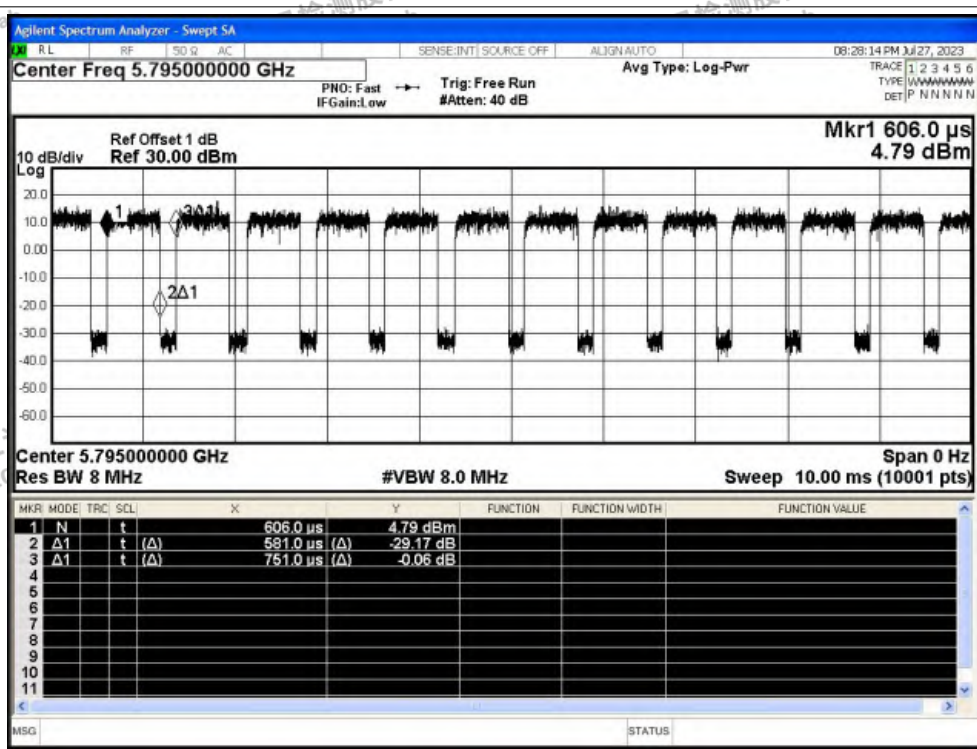 Agilent Spectrum Analyzer - Swept SA
RL RF 50 Ω AC SENSE:INT SOURCE OFF ALIGN AUTO 08:28:14 PM Jul 27, 2023
Center Freq 5.795000000 GHz
PNO: Fast
IFGain:Low
Trig: Free Run
#Atten: 40 dB
Avg Type: Log-Pwr
TRACE 1 2 3 4 5 6
TYPE WWWWWW
DET P N N N N N
Mkr1 606.0 µs
4.79 dBm
Ref Offset 1 dB
10 dB/div Ref 30.00 dBm
Log
20.0
10.0
0.00
-10.0
-20.0
-30.0
-40.0
-50.0
-60.0
1
3Δ1
2Δ1
Center 5.795000000 GHz Span 0 Hz
Res BW 8 MHz #VBW 8.0 MHz Sweep 10.00 ms (10001 pts)
MKR MODE TRC SCL X Y FUNCTION FUNCTION WIDTH FUNCTION VALUE
1 N t 606.0 µs 4.79 dBm
2 Δ1 t (Δ) 581.0 µs (Δ) -29.17 dB
3 Δ1 t (Δ) 751.0 µs (Δ) -0.06 dB
4
5
6
7
8
9
10
11
MSG STATUS